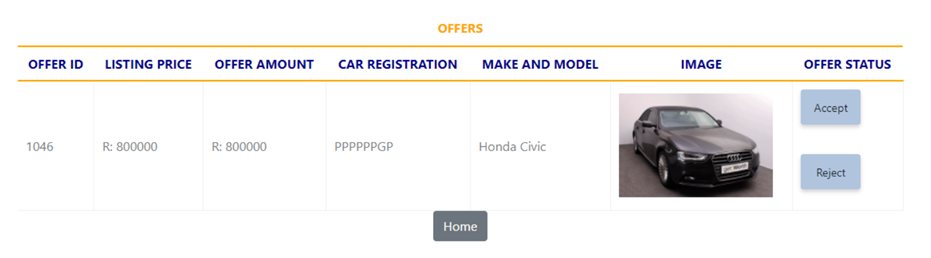 OFFERS
OFFER ID LISTING PRICE OFFER AMOUNT CAR REGISTRATION MAKE AND MODEL IMAGE OFFER STATUS
1046 R: 800000 R: 800000 PPPPPPGP Honda Civic Accept
Reject
Home